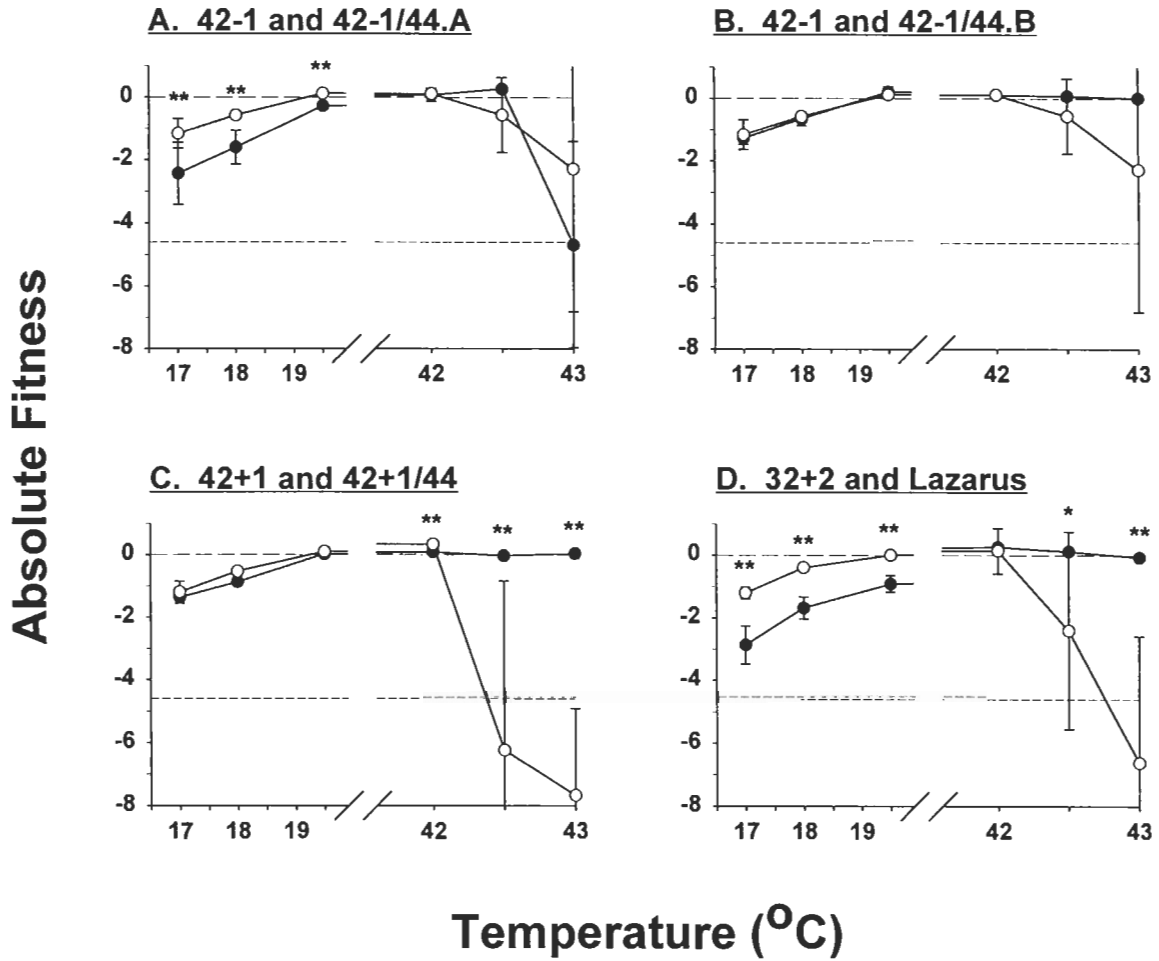 A. 42-1 and 42-1/44.A
B. 42-1 and 42-1/44.B
** ** **
0
-2
-4
-6
-8
17 18 19 42 43
0
-2
-4
-6
-8
17 18 19 42 43
C. 42+1 and 42+1/44
D. 32+2 and Lazarus
** ** **
0
-2
-4
-6
-8
17 18 19 42 43
** ** ** * **
0
-2
-4
-6
-8
17 18 19 42 43
Absolute Fitness
Temperature (oC)